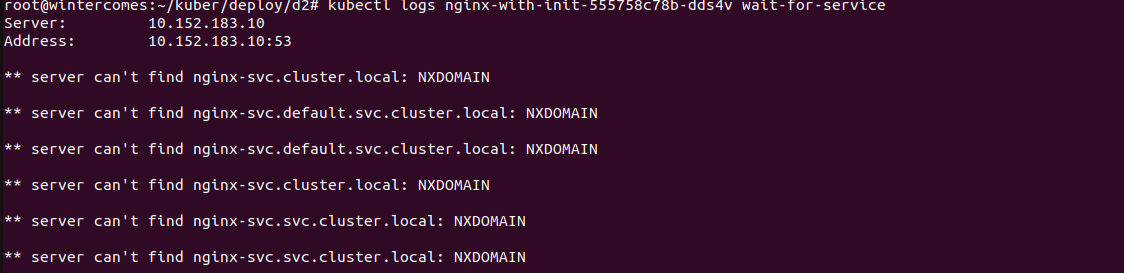 root@wintercomes:~/kuber/deploy/d2# kubectl logs nginx-with-init-555758c78b-dds4v wait-for-service
Server:         10.152.183.10
Address:        10.152.183.10:53
** server can't find nginx-svc.cluster.local: NXDOMAIN
** server can't find nginx-svc.default.svc.cluster.local: NXDOMAIN
** server can't find nginx-svc.default.svc.cluster.local: NXDOMAIN
** server can't find nginx-svc.cluster.local: NXDOMAIN
** server can't find nginx-svc.svc.cluster.local: NXDOMAIN
** server can't find nginx-svc.svc.cluster.local: NXDOMAIN